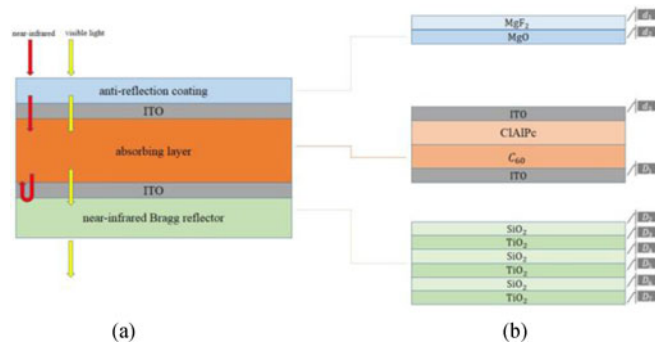 near-infrared visible light
anti-reflection coating
ITO
absorbing layer
ITO
near-infrared Bragg reflector
(a)
MgF₂
MgO
ITO
ClAlPc
C₆₀
ITO
SiO₂
TiO₂
SiO₂
TiO₂
SiO₂
TiO₂
(b)